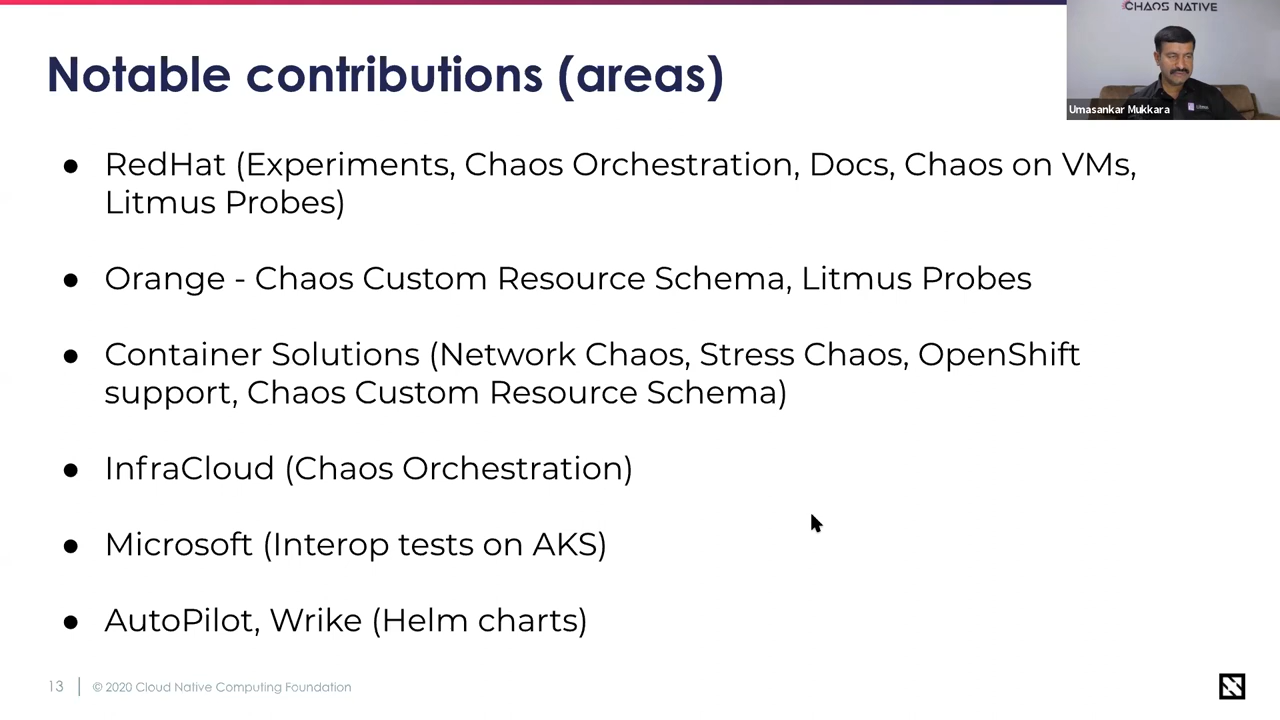 CHAOS NATIVE
Umasankar Mukkara
Notable contributions (areas)
● RedHat (Experiments, Chaos Orchestration, Docs, Chaos on VMs,
Litmus Probes)
● Orange - Chaos Custom Resource Schema, Litmus Probes
● Container Solutions (Network Chaos, Stress Chaos, OpenShift
support, Chaos Custom Resource Schema)
● InfraCloud (Chaos Orchestration)
● Microsoft (Interop tests on AKS)
● AutoPilot, Wrike (Helm charts)
13 | © 2020 Cloud Native Computing Foundation